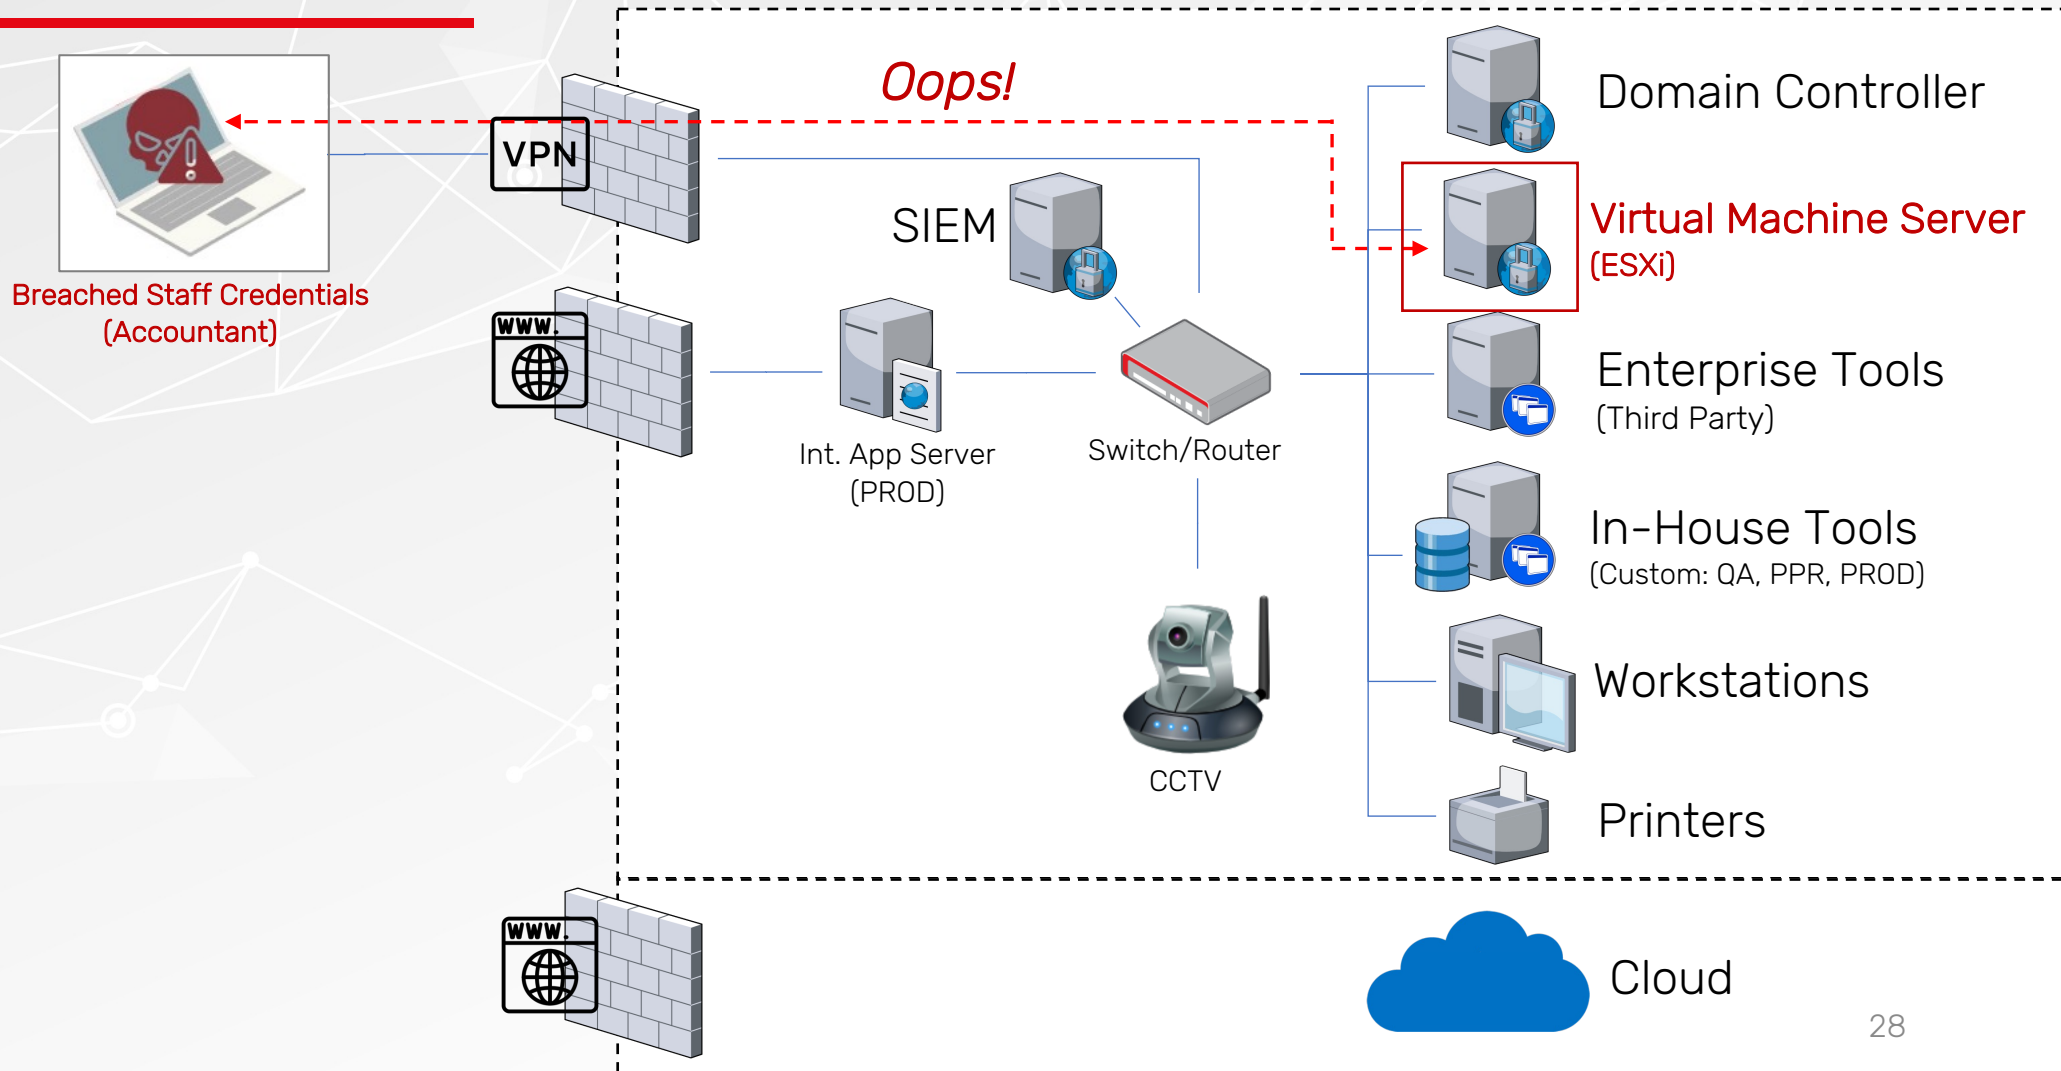 Oops!
Domain Controller
VPN
SIEM
Virtual Machine Server
(ESXi)
Breached Staff Credentials
(Accountant)
WWW.
Enterprise Tools
(Third Party)
Int. App Server
(PROD)
Switch/Router
In-House Tools
(Custom: QA, PPR, PROD)
Workstations
CCTV
Printers
WWW.
Cloud
28